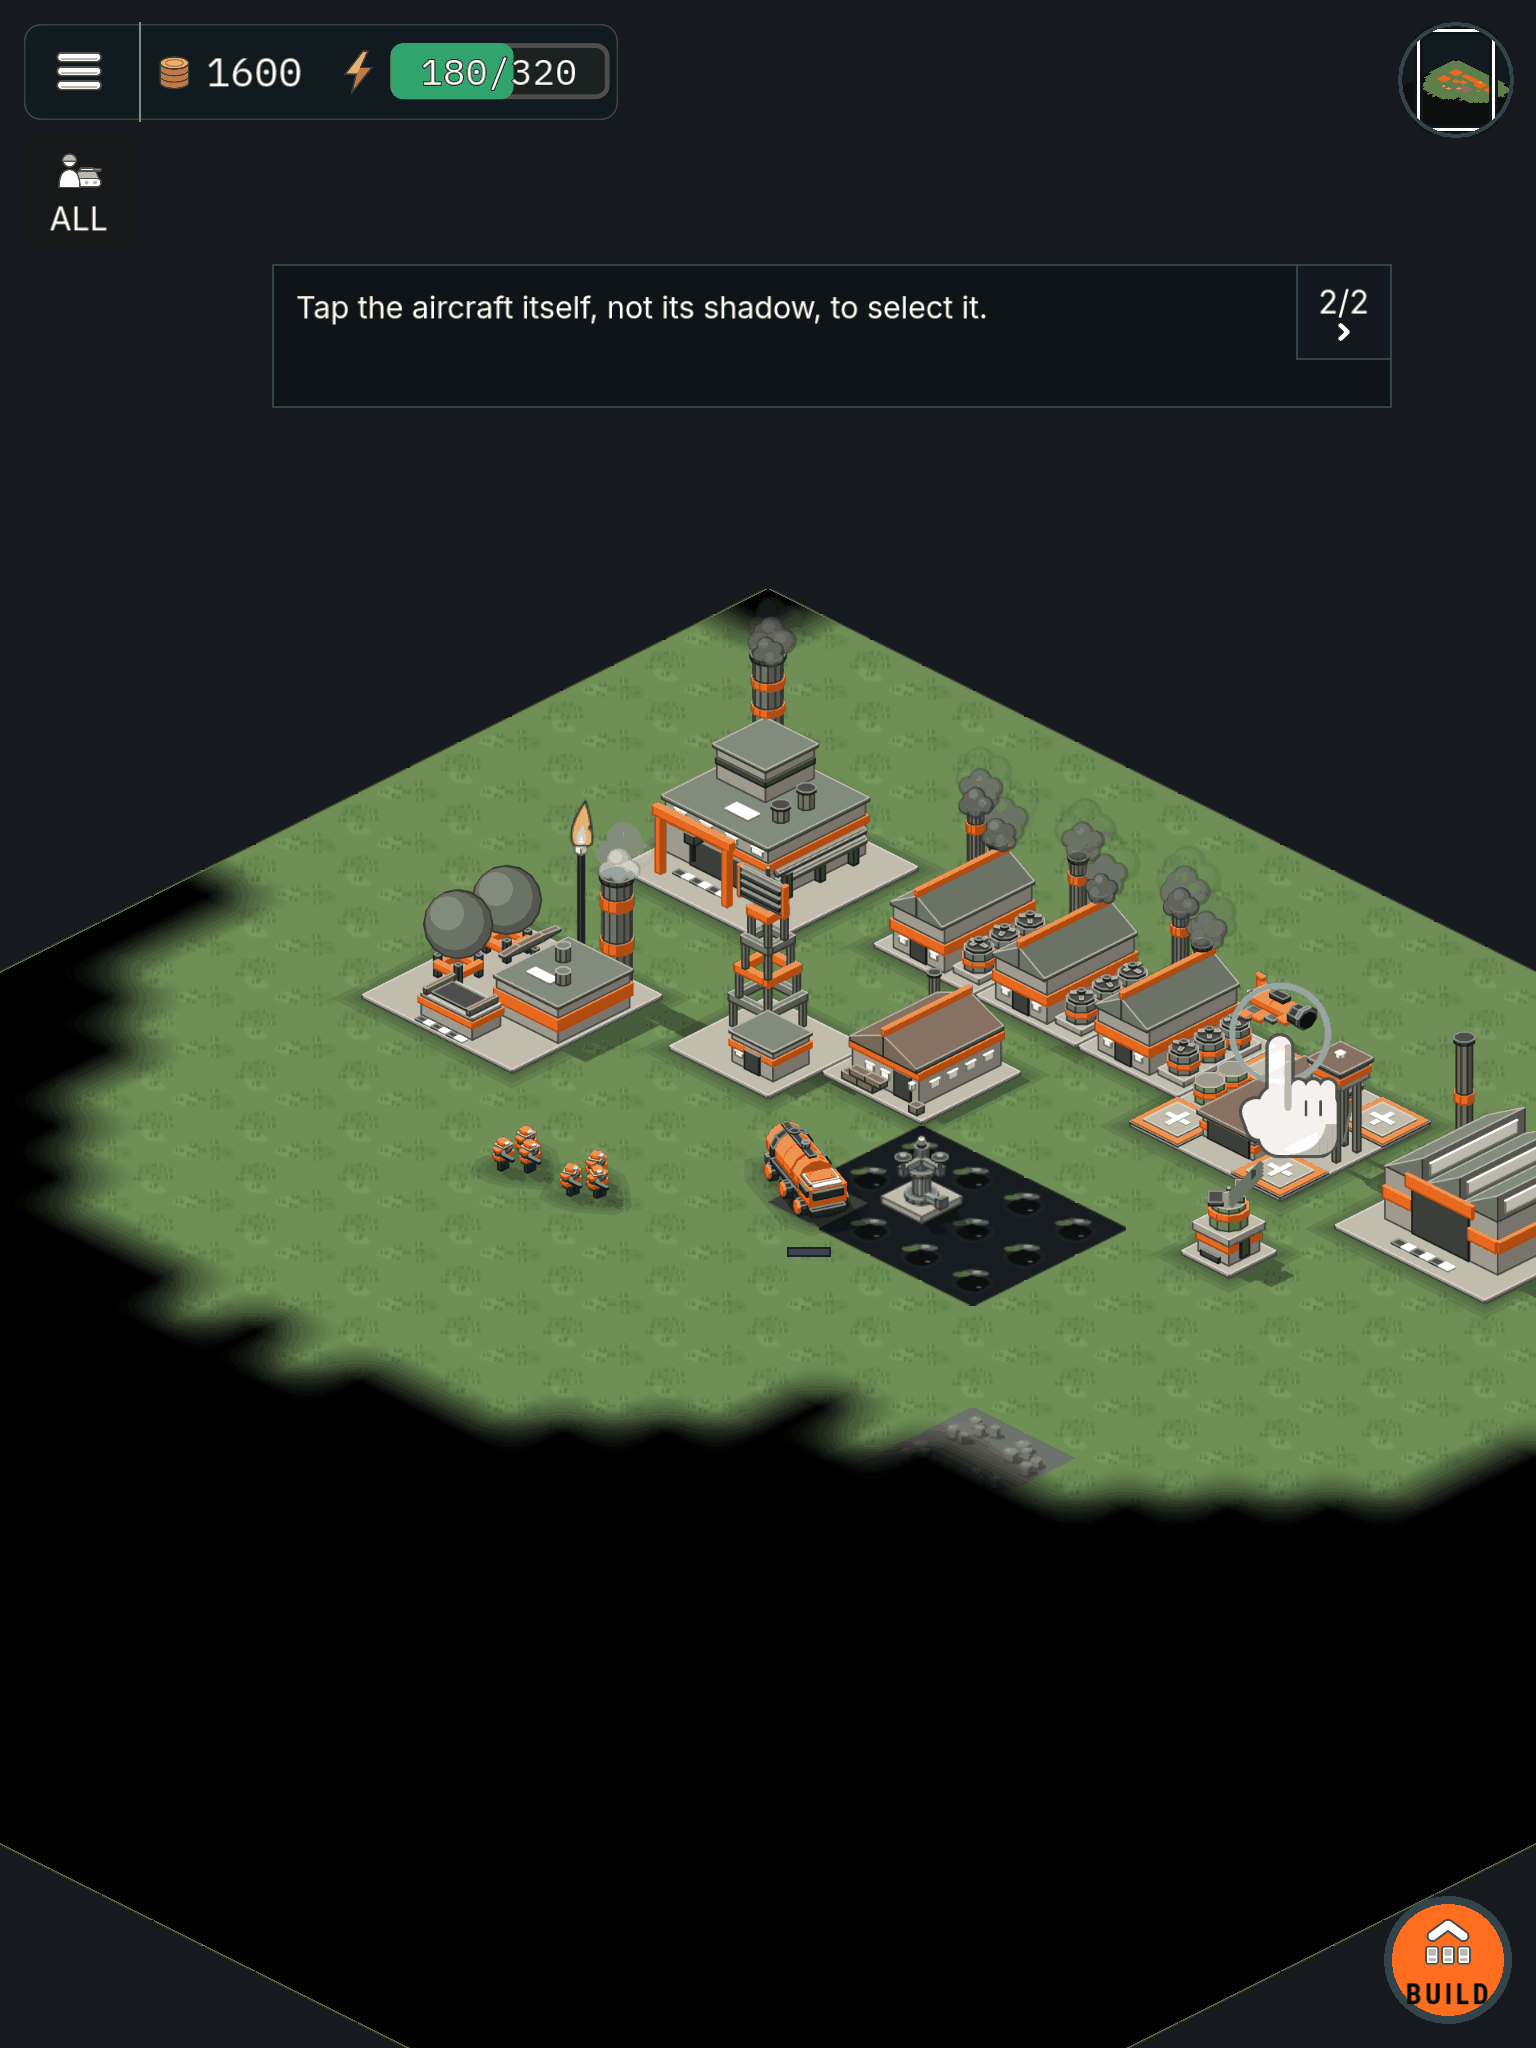 1600
180/320
ALL
Tap the aircraft itself, not its shadow, to select it.
2/2
BUILD